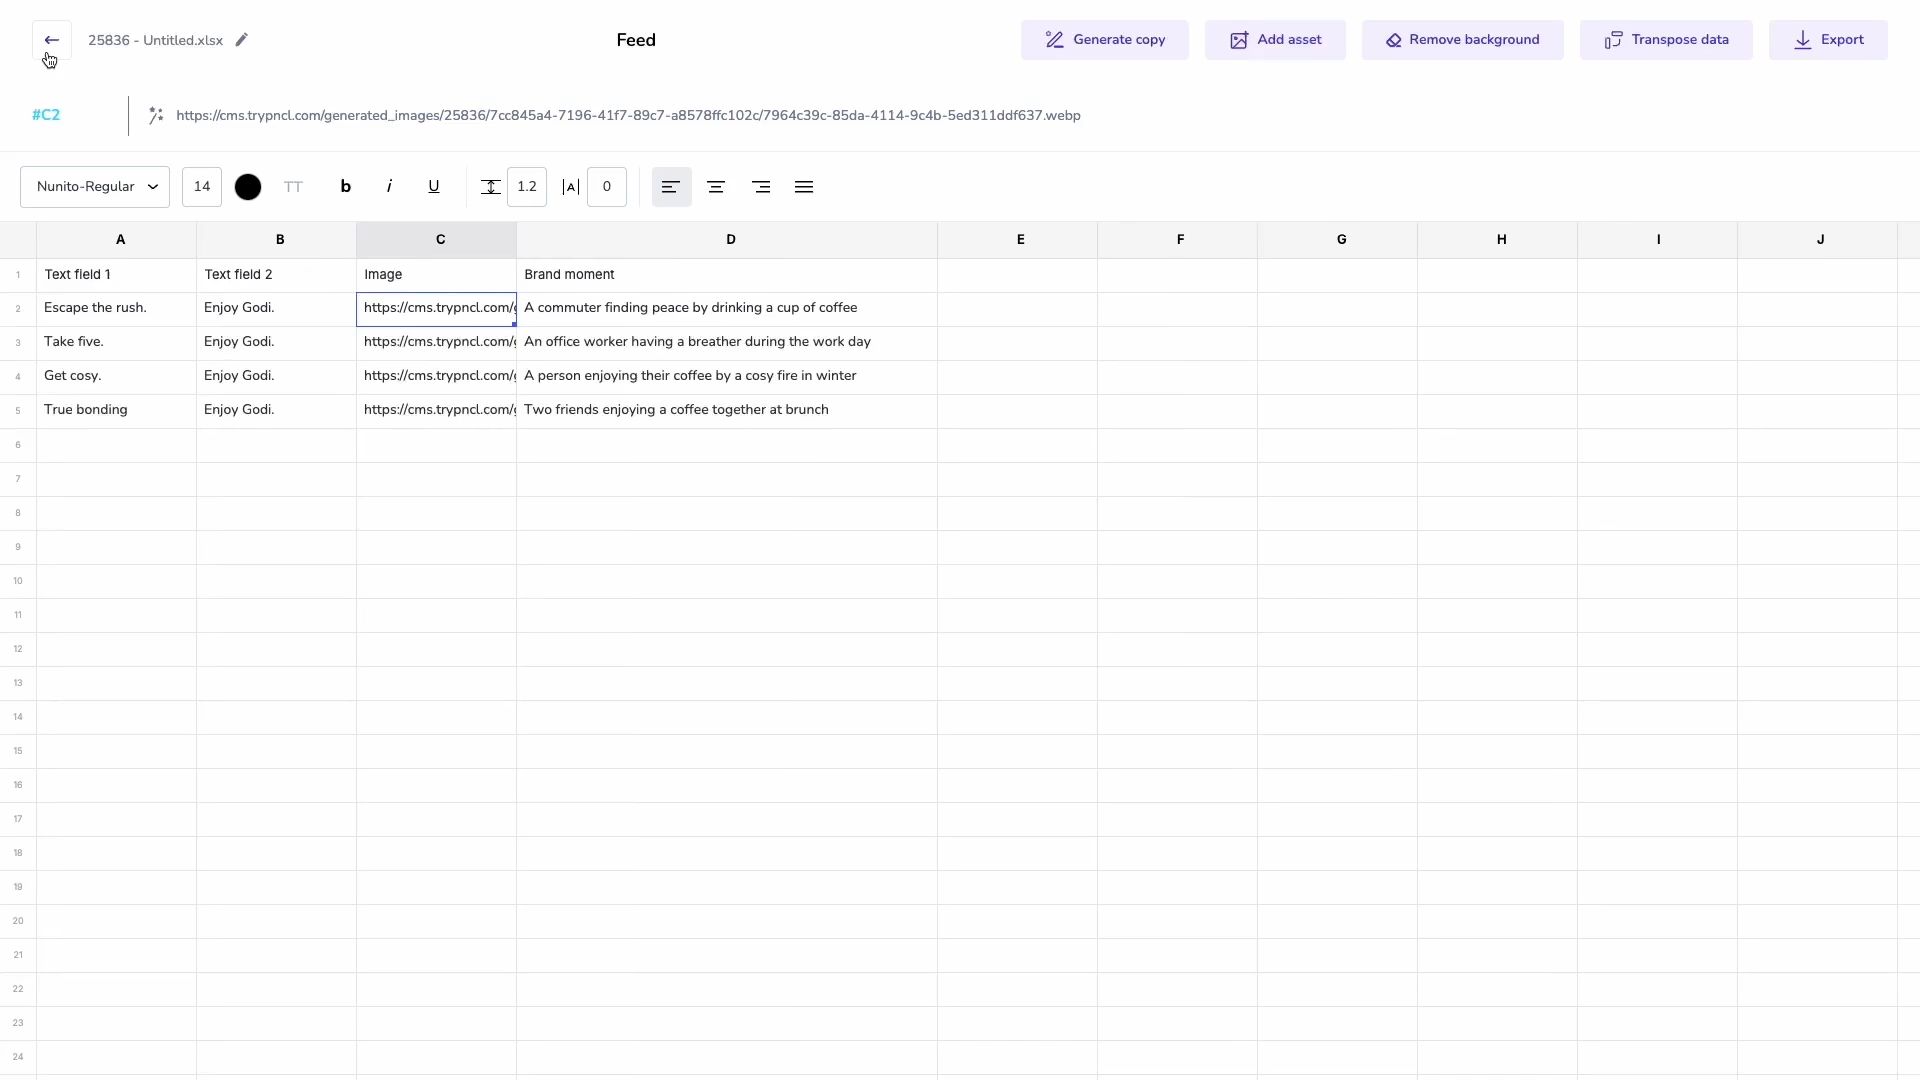 25836 - Untitled.xlsx
Feed
Generate copy
Add asset
Remove background
Transpose data
Export
#C2
https://cms.trypncl.com/generated_images/25836/7cc845a4-7196-41f7-89c7-a8578ffc102c/7964c39c-85da-4114-9c4b-5ed311ddf637.webp
Nunito-Regular 14 TT b i U 1.2 |A| 0
A B C D E F G H I J
1 Text field 1 Text field 2 Image Brand moment
2 Escape the rush. Enjoy Godi. https://cms.trypncl.com/g A commuter finding peace by drinking a cup of coffee
3 Take five. Enjoy Godi. https://cms.trypncl.com/g An office worker having a breather during the work day
4 Get cosy. Enjoy Godi. https://cms.trypncl.com/g A person enjoying their coffee by a cosy fire in winter
5 True bonding Enjoy Godi. https://cms.trypncl.com/g Two friends enjoying a coffee together at brunch
6
7
8
9
10
11
12
13
14
15
16
17
18
19
20
21
22
23
24